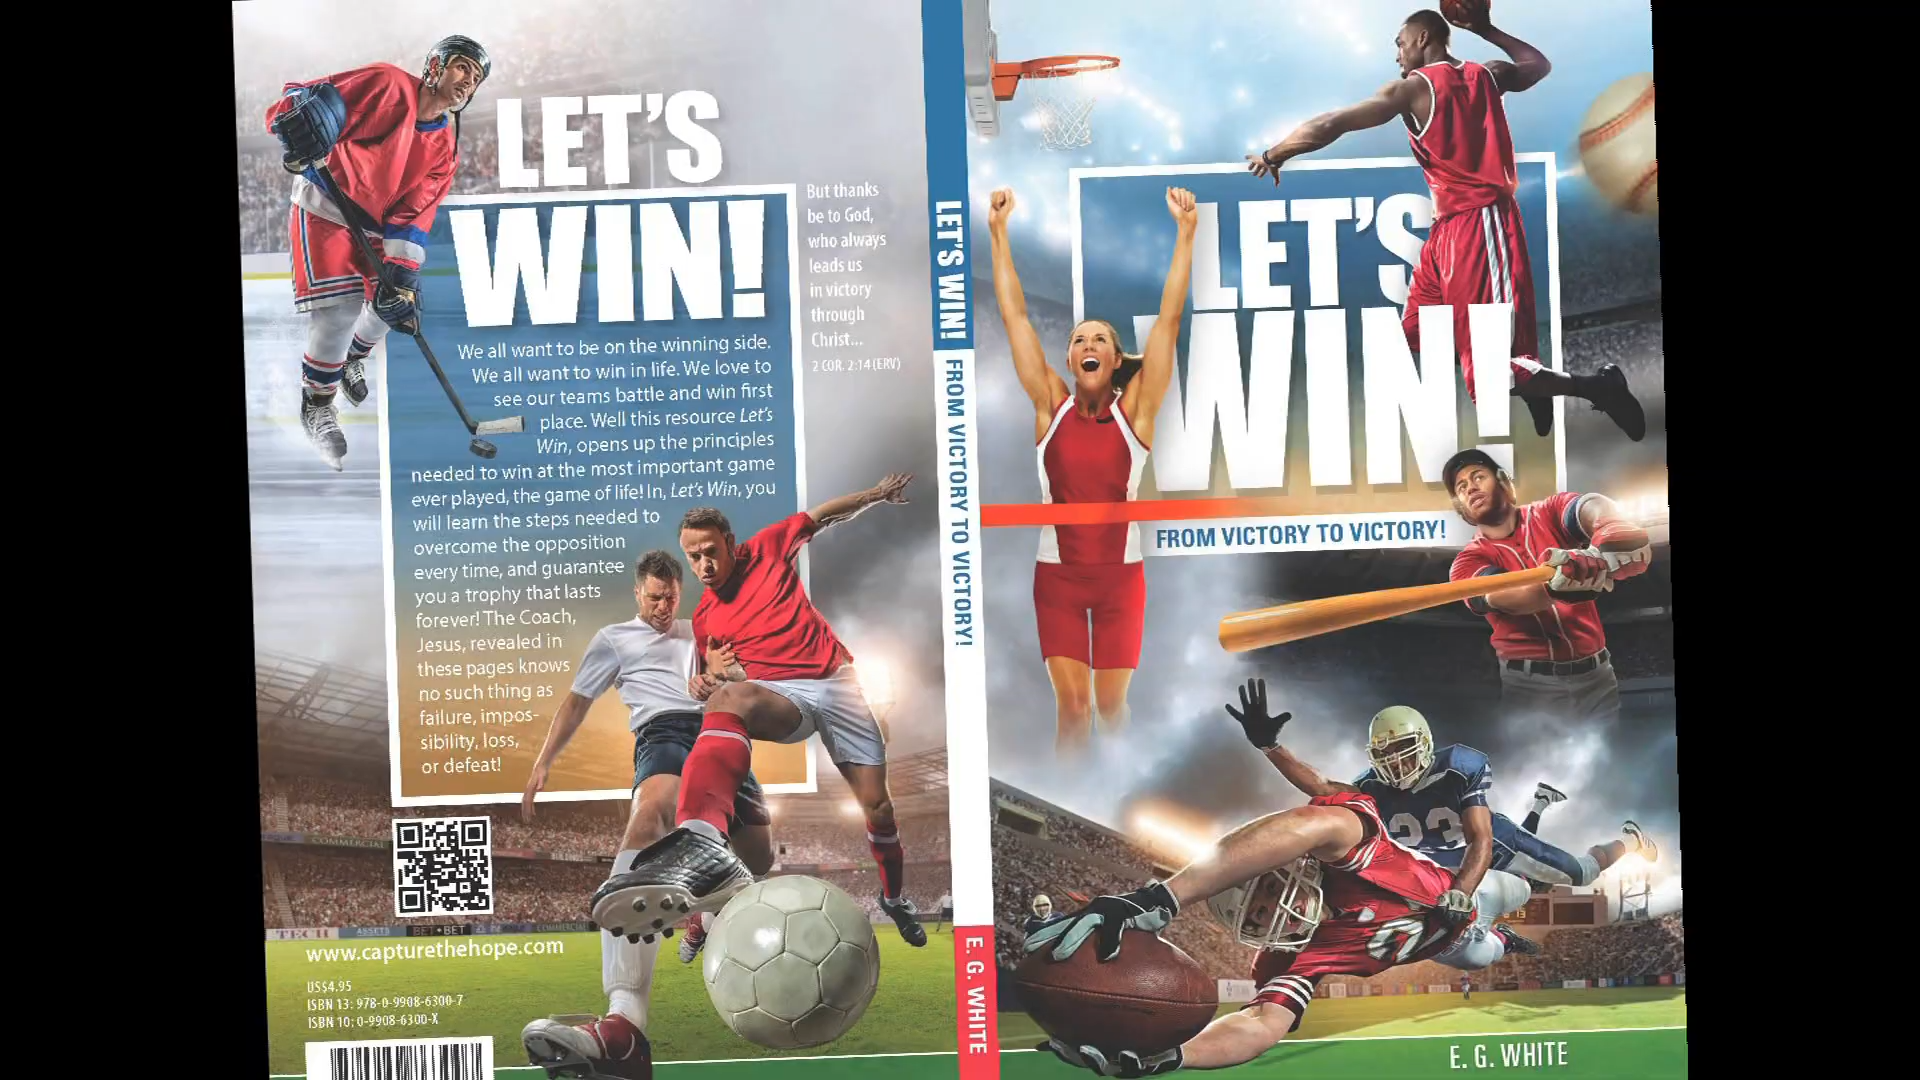 LET'S
WIN!
We all want to be on the winning side.
We all want to win in life. We love to
see our teams battle and win first
place. Well this resource Let's
Win, opens up the principles
needed to win at the most important game
ever played, the game of life! In, Let's Win, you
will learn the steps needed to
overcome the opposition
every time, and guarantee
you a trophy that lasts
forever! The Coach,
Jesus, revealed in
these pages knows
no such thing as
failure, impos-
sibility, loss,
or defeat!
But thanks
be to God,
who always
leads us
in victory
through
Christ...
2 COR. 2:14 (ERV)
COMMERCIAL
TECH
ASSETS
BET•BET
COMMERCIAL
www.capturethehope.com
US$4.95
ISBN 13: 978-0-9908-6300-7
ISBN 10: 0-9908-6300-X
LET'S WIN! FROM VICTORY TO VICTORY!
E. G. WHITE
LET'S
WIN!
FROM VICTORY TO VICTORY!
23
E. G. WHITE